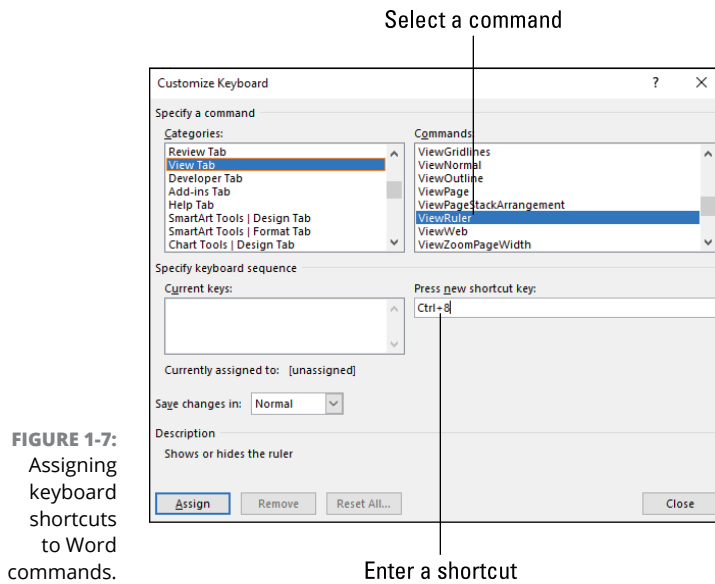 Select a command
Customize Keyboard ? ×
Specify a command
Categories:
Review Tab
View Tab
Developer Tab
Add-ins Tab
Help Tab
SmartArt Tools | Design Tab
SmartArt Tools | Format Tab
Chart Tools | Design Tab
Commands:
ViewGridlines
ViewNormal
ViewOutline
ViewPage
ViewPageStackArrangement
ViewRuler
ViewWeb
ViewZoomPageWidth
Specify keyboard sequence
Current keys:
Press new shortcut key:
Ctrl+8
Currently assigned to: [unassigned]
Save changes in: Normal
Description
Shows or hides the ruler
Assign Remove Reset All... Close
Enter a shortcut
FIGURE 1-7:
Assigning
keyboard
shortcuts
to Word
commands.